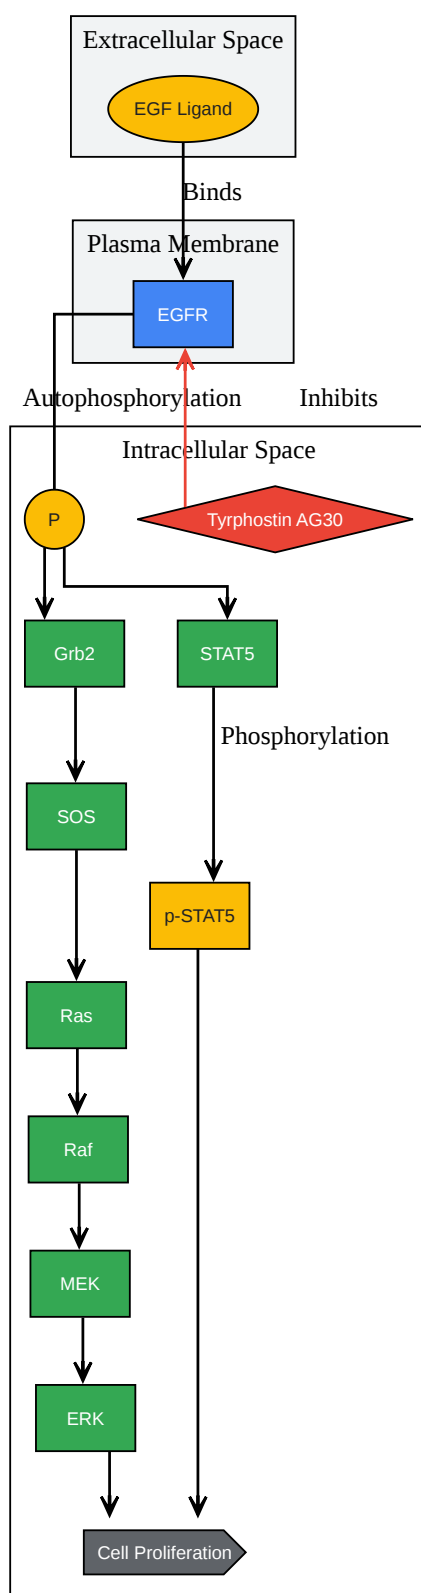 Extracellular Space
EGF Ligand
Binds
Plasma Membrane
EGFR
Autophosphorylation
Inhibits
Intracellular Space
P
Tyrphostin AG30
Grb2
STAT5
Phosphorylation
SOS
p-STAT5
Ras
Raf
MEK
ERK
Cell Proliferation